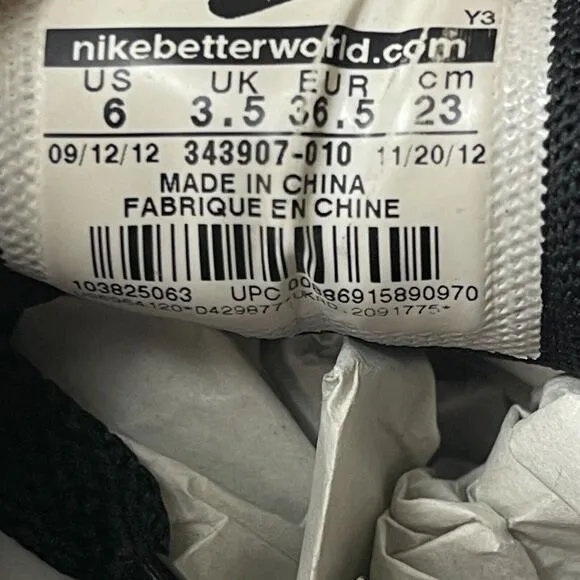 Y3
nikebetterworld.com
US UK EUR cm
6 3.5 36.5 23
09/12/12 343907-010 11/20/12
MADE IN CHINA
FABRIQUE EN CHINE
103825063 UPC 00886915890970